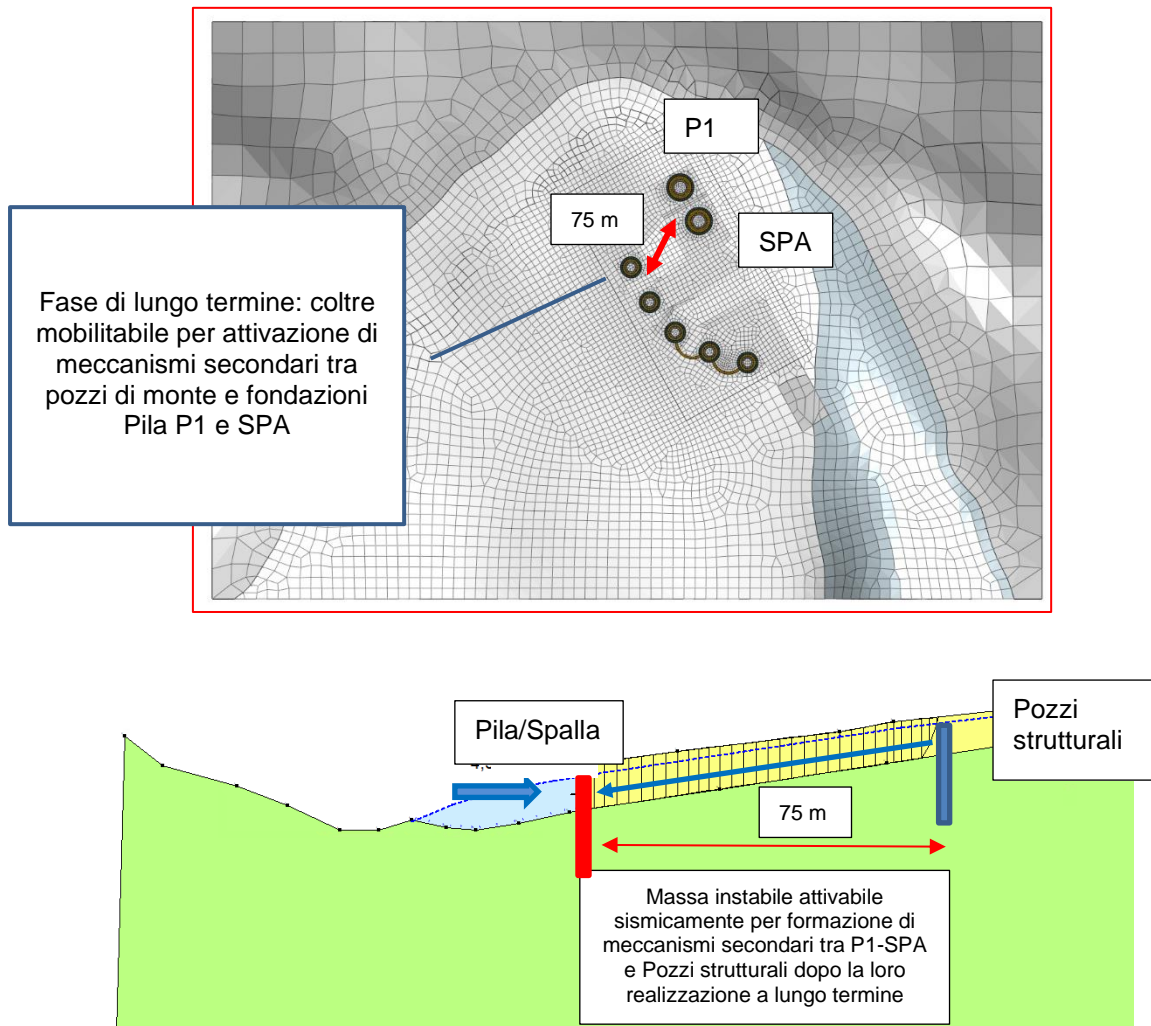 P1
75 m
SPA
Fase di lungo termine: coltre
mobilitabile per attivazione di
meccanismi secondari tra
pozzi di monte e fondazioni
Pila P1 e SPA
Pila/Spalla
Pozzi
strutturali
75 m
Massa instabile attivabile
sismicamente per formazione di
meccanismi secondari tra P1-SPA
e Pozzi strutturali dopo la loro
realizzazione a lungo termine